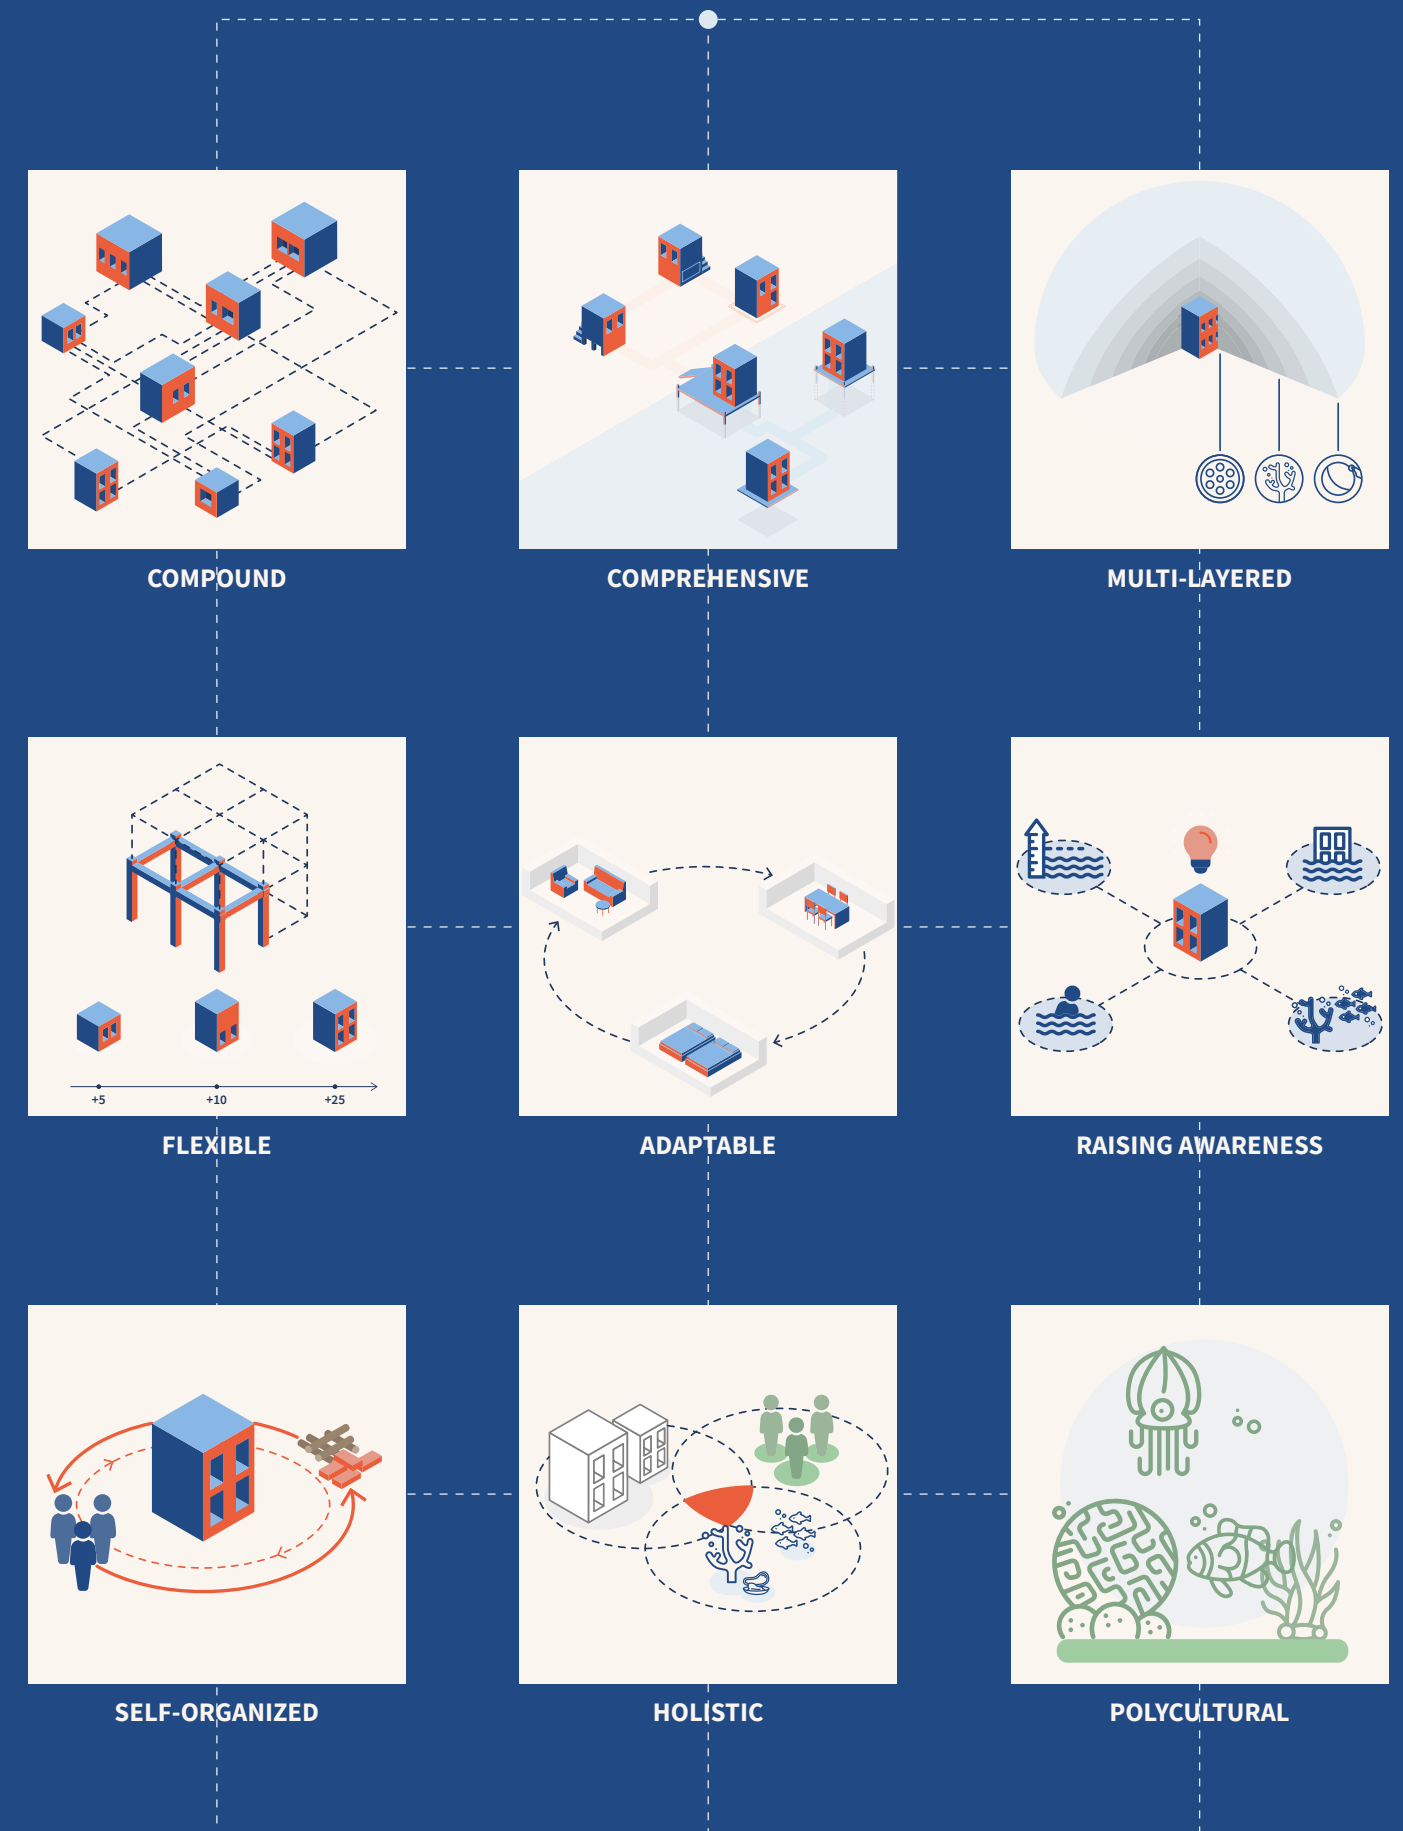 COMPOUND
COMPREHENSIVE
MULTI-LAYERED
+5
+10
+25
FLEXIBLE
ADAPTABLE
RAISING AWARENESS
SELF-ORGANIZED
HOLISTIC
POLYCULTURAL